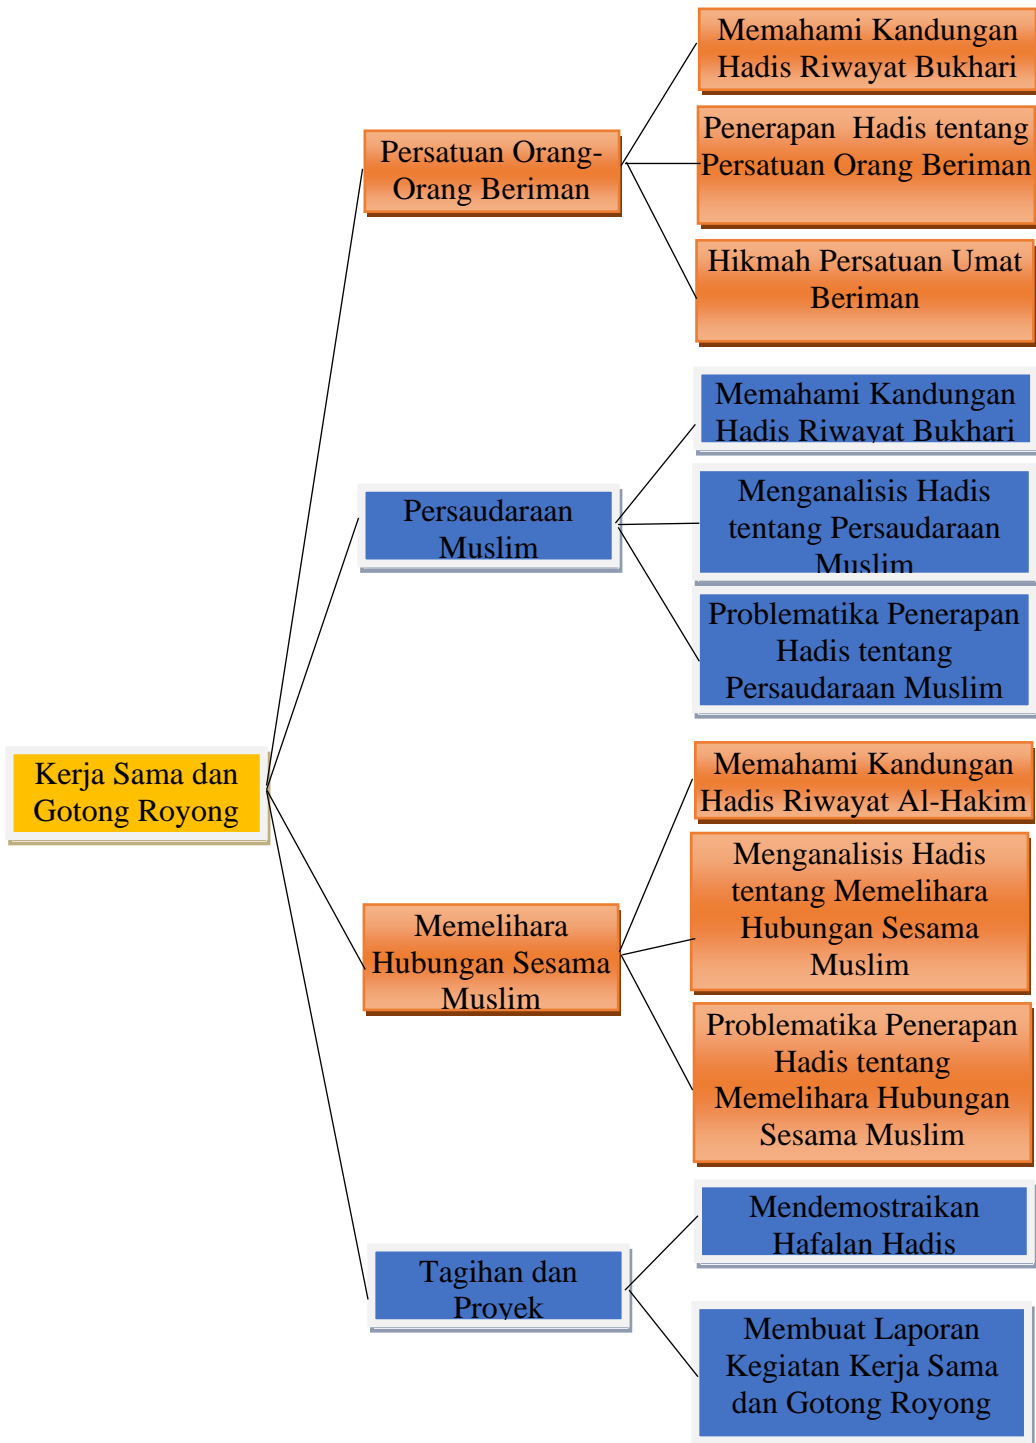 Kerja Sama dan
Gotong Royong
Persatuan Orang-
Orang Beriman
Memahami Kandungan
Hadis Riwayat Bukhari
Penerapan  Hadis tentang
Persatuan Orang Beriman
Hikmah Persatuan Umat
Beriman
Persaudaraan
Muslim
Memahami Kandungan
Hadis Riwayat Bukhari
Menganalisis Hadis
tentang Persaudaraan
Muslim
Problematika Penerapan
Hadis tentang
Persaudaraan Muslim
Memelihara
Hubungan Sesama
Muslim
Memahami Kandungan
Hadis Riwayat Al-Hakim
Menganalisis Hadis
tentang Memelihara
Hubungan Sesama
Muslim
Problematika Penerapan
Hadis tentang
Memelihara Hubungan
Sesama Muslim
Tagihan dan
Proyek
Mendemostraikan
Hafalan Hadis
Membuat Laporan
Kegiatan Kerja Sama
dan Gotong Royong